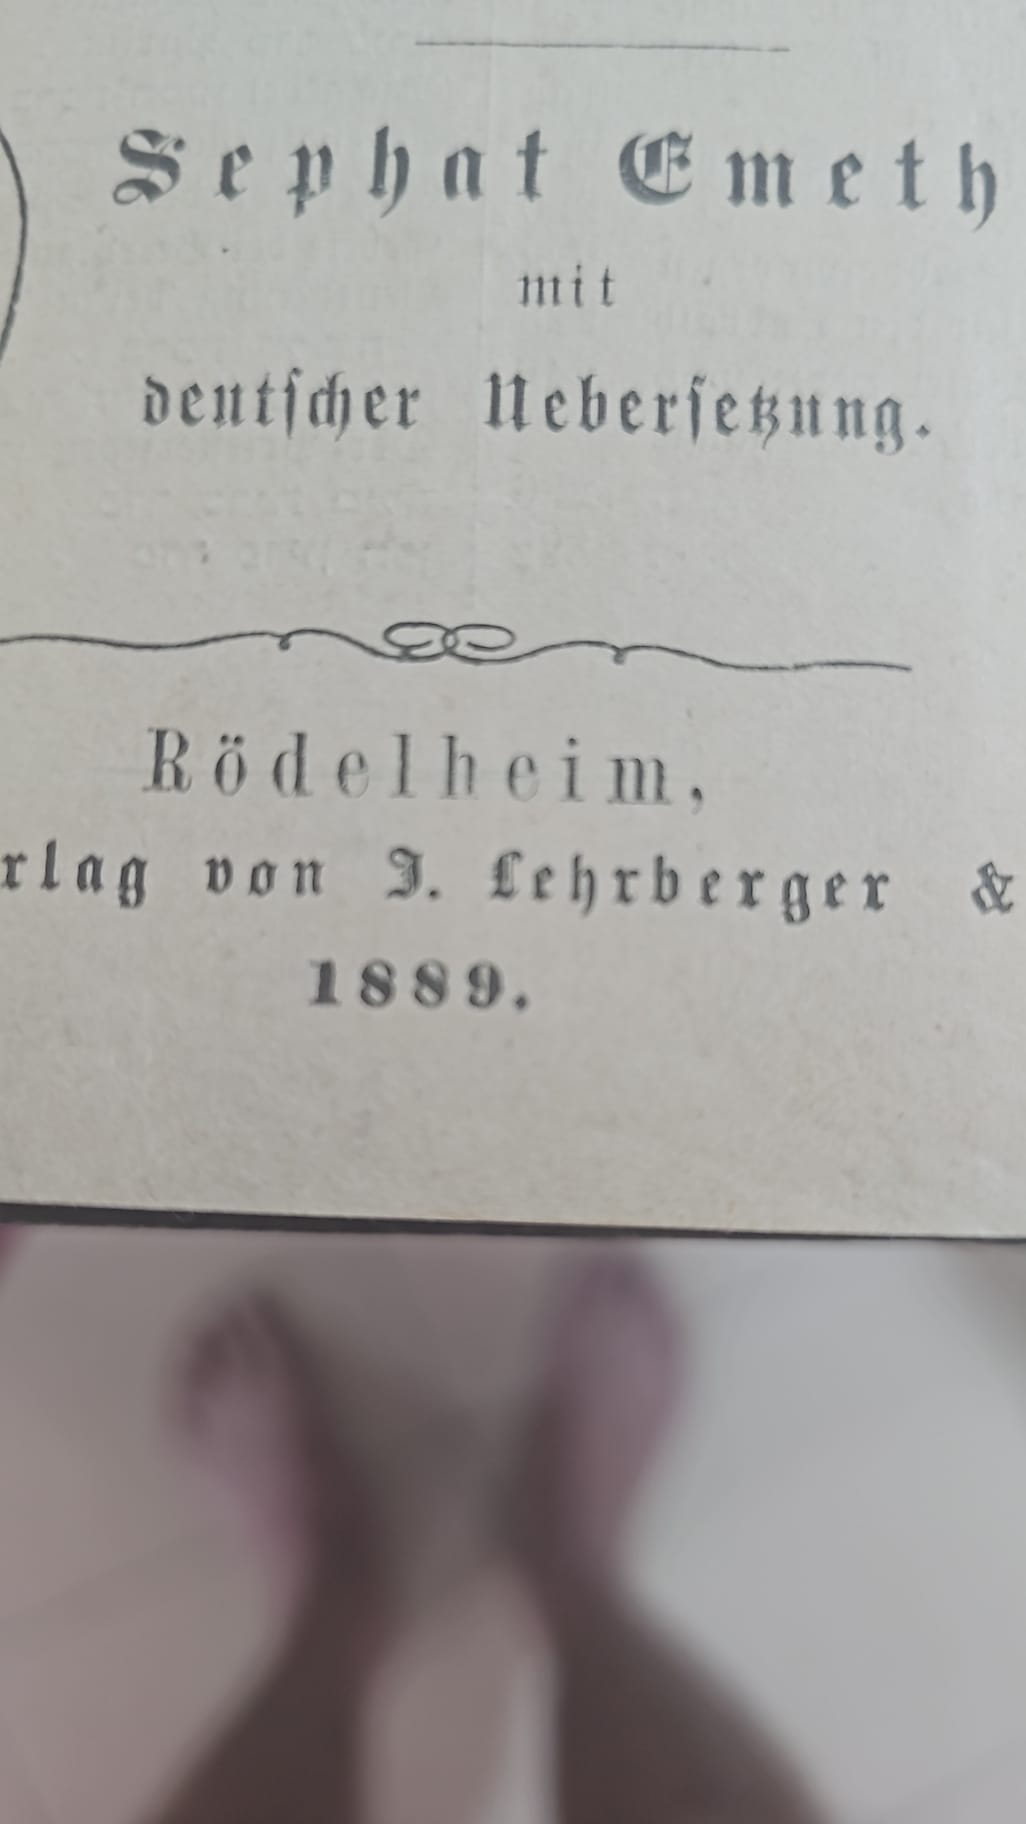 Sephat Emeth
mit
deutſcher Ueberſetzung.
Rödelheim,
rlag von J. Lehrberger &
1889.